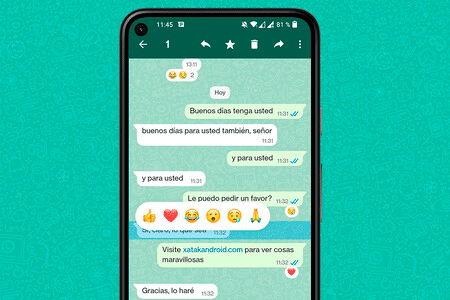 11:45
81 %
1
13:11
2
Hoy
Buenos días tenga usted 11:31
buenos días para usted también, señor
11:31
y para usted 11:31
y para usted 11:31
Le puedo pedir un favor? 11:32
Sí, Claro, lo que sea 11:32
Visite xatakandroid.com para ver cosas
maravillosas 11:32
Gracias, lo haré 11:32